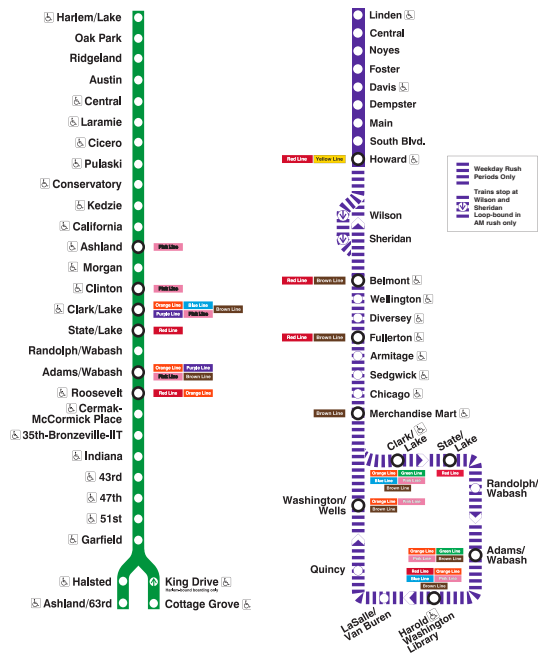 Harlem/Lake
Oak Park
Ridgeland
Austin
Central
Laramie
Cicero
Pulaski
Conservatory
Kedzie
California
Ashland
Pink Line
Morgan
Clinton
Pink Line
Clark/Lake
Orange Line Blue Line
Brown Line
Purple Line Pink Line
State/Lake
Red Line
Randolph/Wabash
Adams/Wabash
Orange Line Purple Line
Pink Line Brown Line
Roosevelt
Red Line Orange Line
Cermak-
McCormick Place
35th-Bronzeville-IIT
Indiana
43rd
47th
51st
Garfield
Halsted
King Drive
Harlem-bound boarding only
Ashland/63rd
Cottage Grove
Linden
Central
Noyes
Foster
Davis
Dempster
Main
South Blvd.
Red Line Yellow Line
Howard
Wilson
Sheridan
Red Line Brown Line
Belmont
Wellington
Diversey
Red Line Brown Line
Fullerton
Armitage
Sedgwick
Chicago
Brown Line
Merchandise Mart
Clark/
Lake
Orange Line Green Line
Blue Line Pink Line
Brown Line
State/
Lake
Red Line
Randolph/
Wabash
Washington/
Wells
Orange Line Pink Line
Brown Line
Adams/
Wabash
Orange Line Green Line
Pink Line Brown Line
Quincy
Red Line Orange Line
Blue Line Pink Line
Brown Line
LaSalle/
Van Buren
Harold
Washington
Library
Weekday Rush
Periods Only
Trains stop at
Wilson and
Sheridan
Loop-bound in
AM rush only